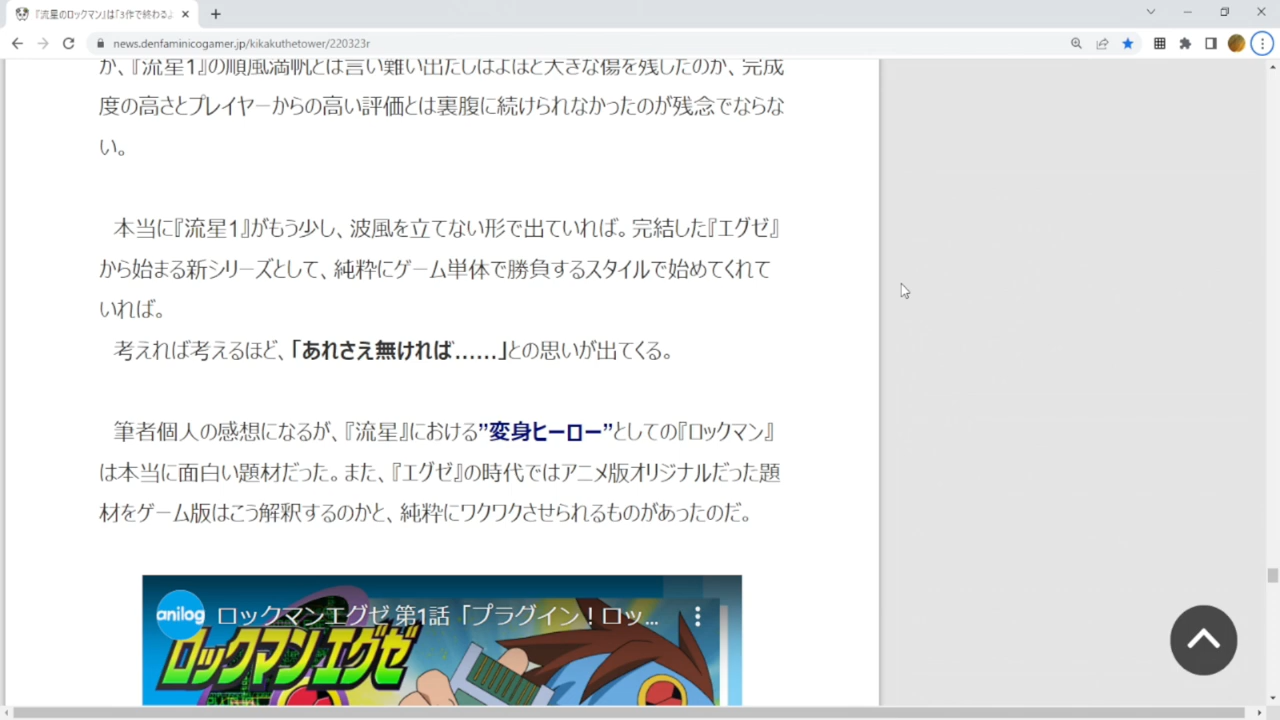 『流星のロックマン』は「3作で終わるよ
news.denfaminicogamer.jp/kikakuthetower/220323r
が、『流星1』の順風満帆とは言い難い出だしはよほど大きな傷を残したのか、完成
度の高さとプレイヤーからの高い評価とは裏腹に続けられなかったのが残念でならな
い。
本当に『流星1』がもう少し、波風を立てない形で出ていれば。完結した『エグゼ』
から始まる新シリーズとして、純粋にゲーム単体で勝負するスタイルで始めてくれて
いれば。
考えれば考えるほど、「あれさえ無ければ……」との思いが出てくる。
筆者個人の感想になるが、『流星』における”変身ヒーロー”としての『ロックマン』
は本当に面白い題材だった。また、『エグゼ』の時代ではアニメ版オリジナルだった題
材をゲーム版はこう解釈するのかと、純粋にワクワクさせられるものがあったのだ。
anilog ロックマンエグゼ 第1話「プラグイン！ロッ...
ロックマンエグゼ